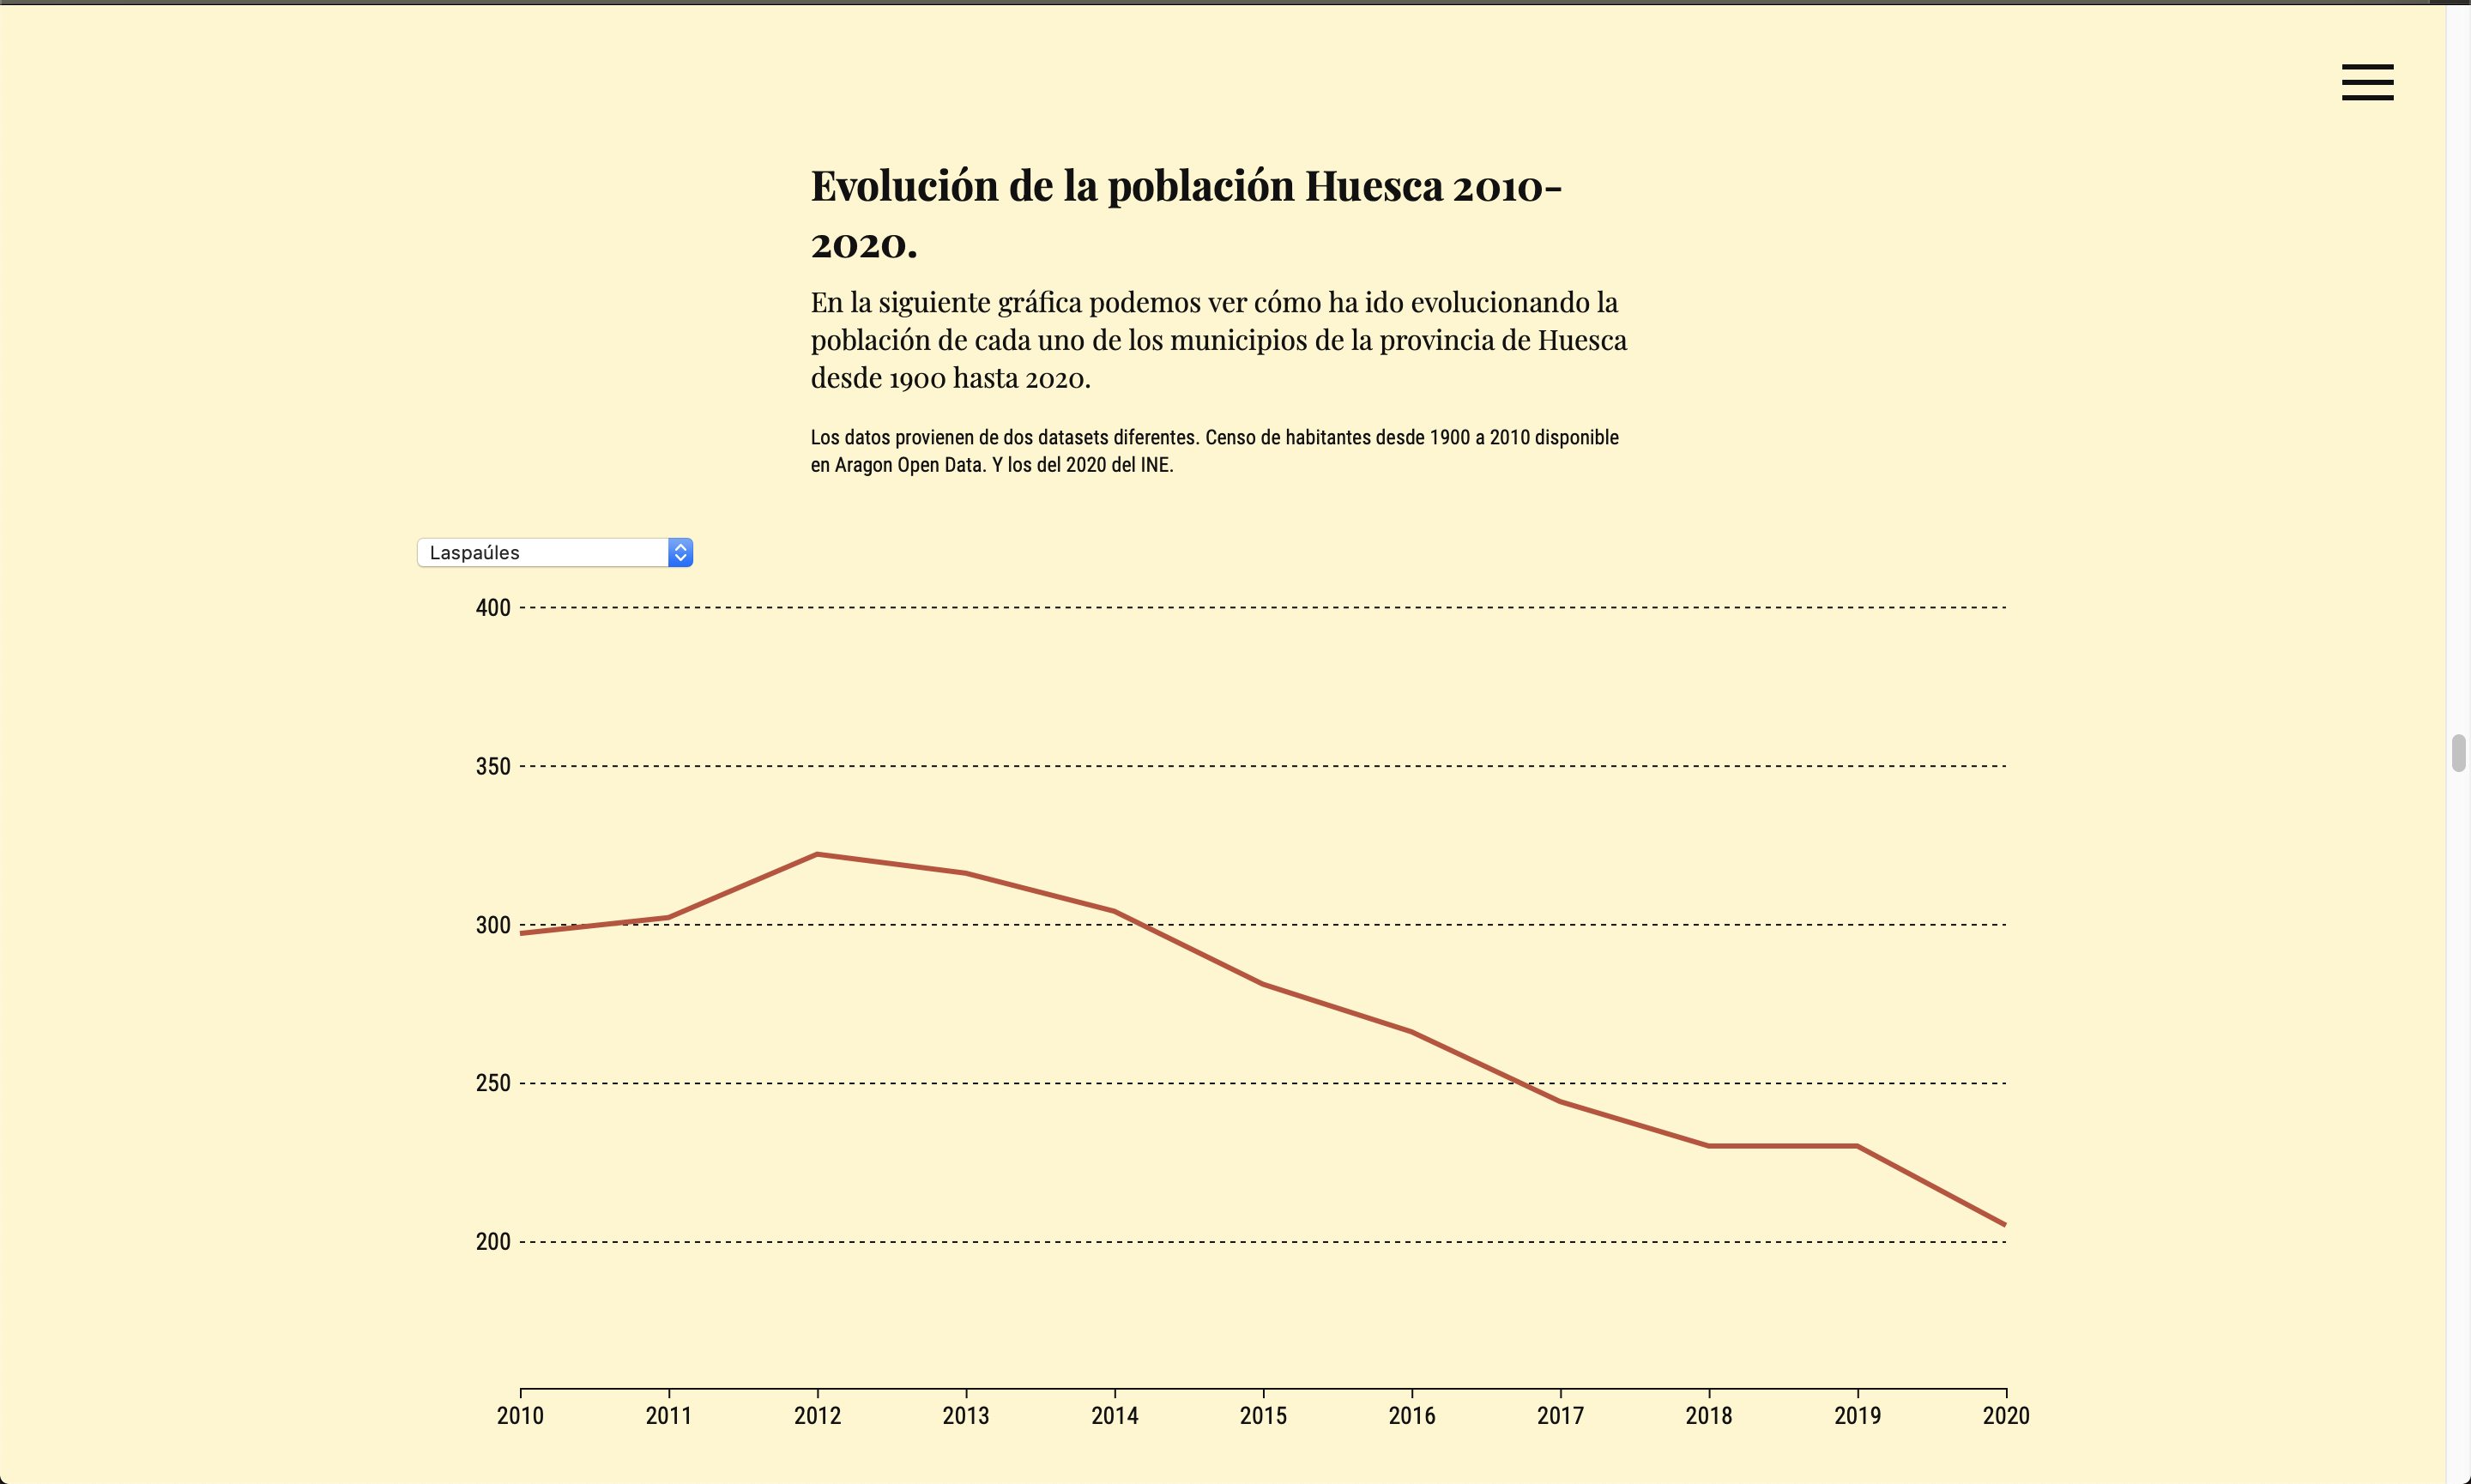 Evolución de la población Huesca 2010-
2020.
En la siguiente gráfica podemos ver cómo ha ido evolucionando la
población de cada uno de los municipios de la provincia de Huesca
desde 1900 hasta 2020.
Los datos provienen de dos datasets diferentes. Censo de habitantes desde 1900 a 2010 disponible
en Aragon Open Data. Y los del 2020 del INE.
Laspaúles
400
350
300
250
200
2010 2011 2012 2013 2014 2015 2016 2017 2018 2019 2020